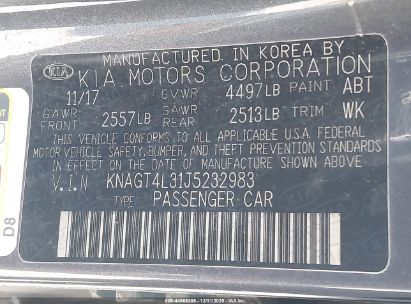 MANUFACTURED IN KOREA BY
KIA KIA MOTORS CORPORATION
11/17 GVWR 4497LB PAINT ABT
GAWR FRONT 2557LB GAWR 2513LB TRIM WK
THIS VEHICLE CONFORMS TO ALL APPLICABLE U.S.A. FEDERAL
MOTOR VEHICLE SAFETY, BUMPER, AND THEFT PREVENTION STANDARDS
IN EFFECT ON THE DATE OF MANUFACTURE SHOWN ABOVE.
V.I.N KNAGT4L31J5232983
TYPE PASSENGER CAR
D8